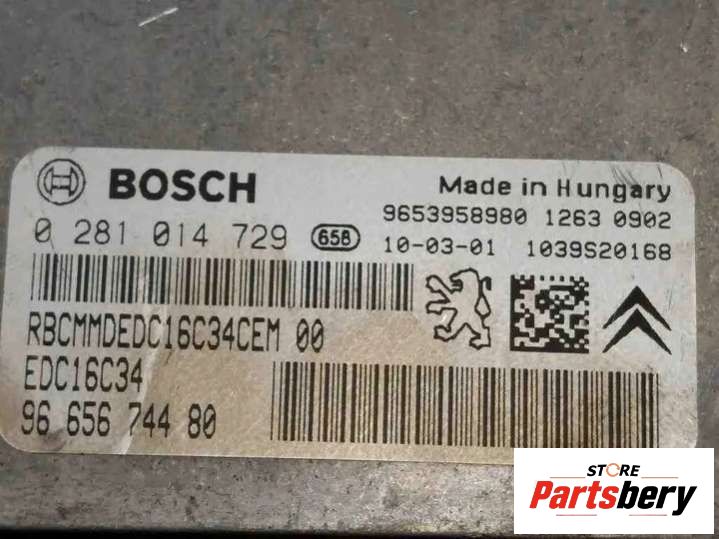 BOSCH
Made in Hungary
9653958980 1263 0902
0 281 014 729 658
10-03-01 1039S20168
RBCMMDEDC16C34CEM 00
EDC16C34
96 656 744 80
STORE
Partsbery